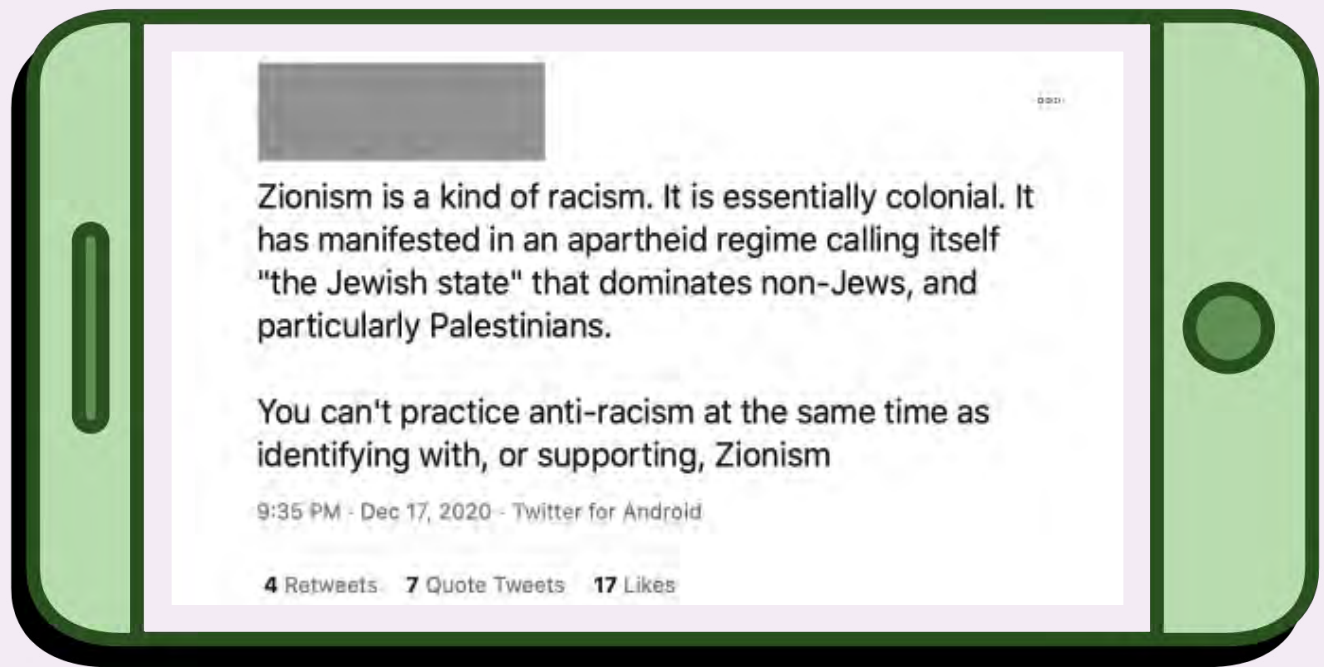 Zionism is a kind of racism. It is essentially colonial. It
has manifested in an apartheid regime calling itself
"the Jewish state" that dominates non-Jews, and
particularly Palestinians.
You can't practice anti-racism at the same time as
identifying with, or supporting, Zionism
9:35 PM · Dec 17, 2020 · Twitter for Android
4 Retweets 7 Quote Tweets 17 Likes